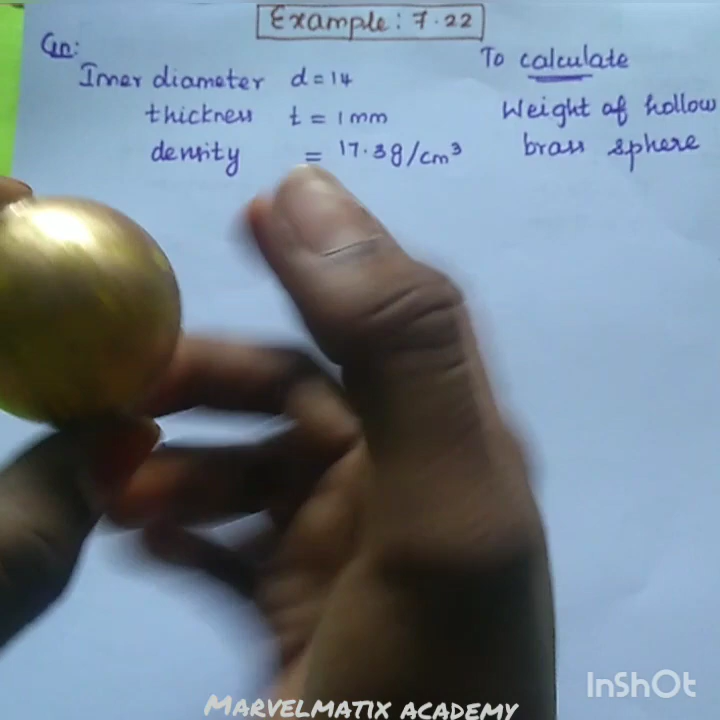 Example: 7.22
Gn:
Inner diameter d = 14
thickness t = 1mm
density = 17.3g/cm³
To calculate
Weight of hollow
brass sphere
InShOt
MARVELMATIX ACADEMY